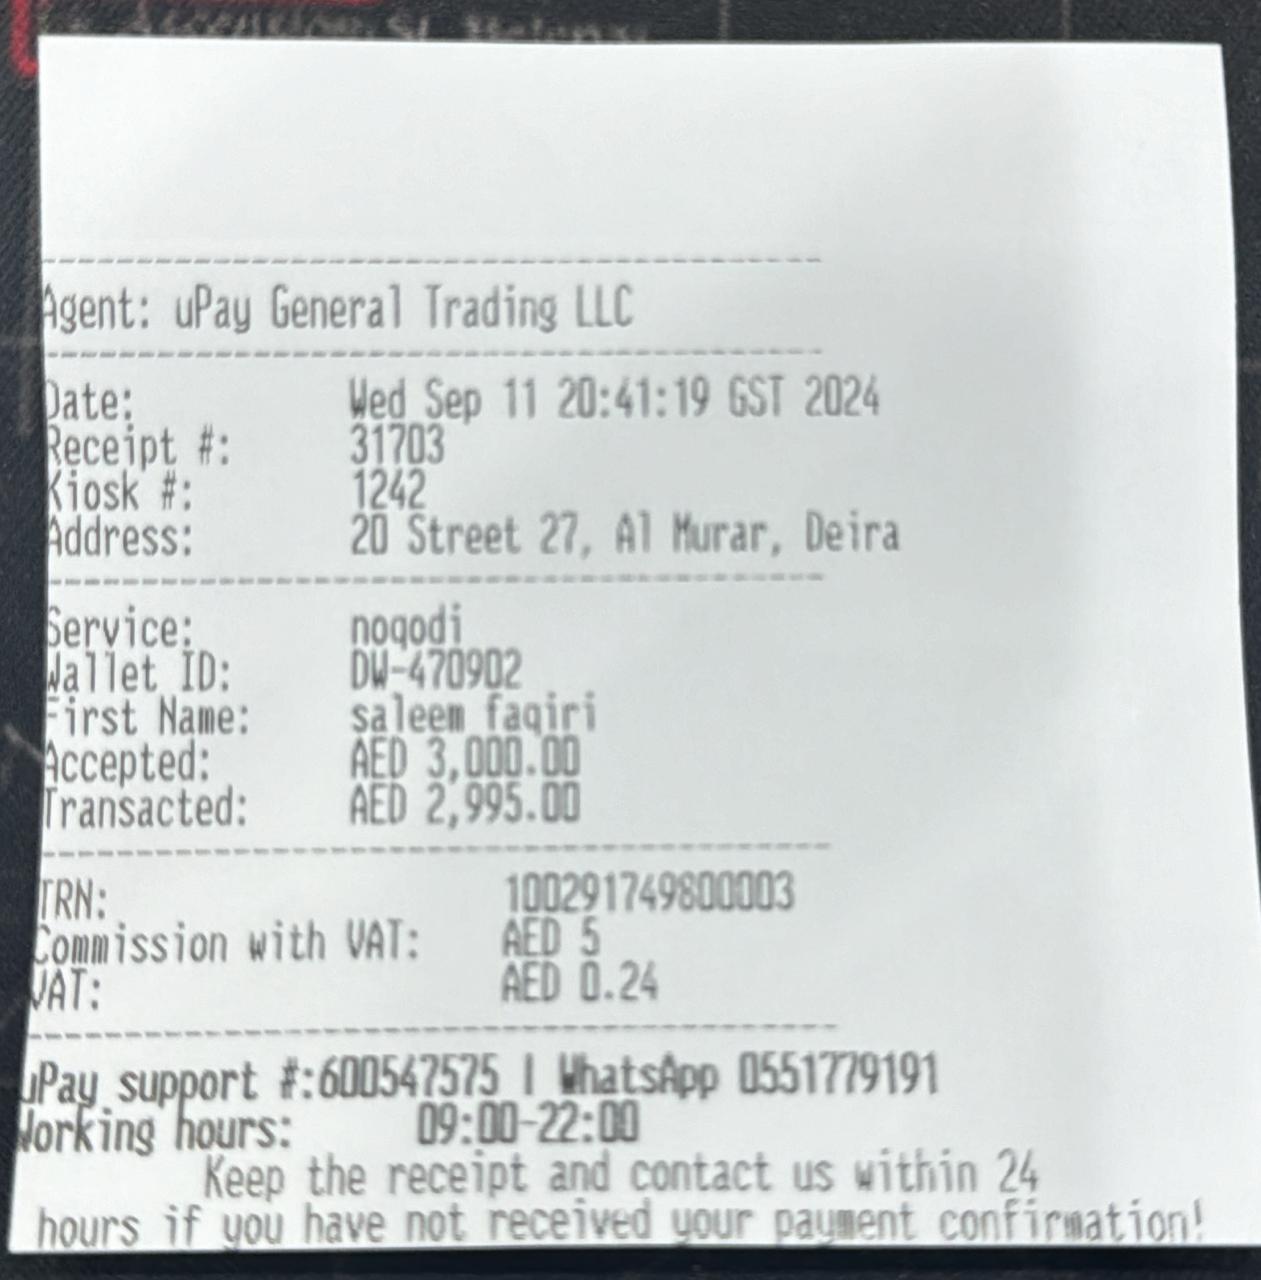 Ascension, St. Helena
--------------------------------
Agent: uPay General Trading LLC
--------------------------------
Date: Wed Sep 11 20:41:19 GST 2024
Receipt #: 31703
Kiosk #: 1242
Address: 20 Street 27, Al Murar, Deira
--------------------------------
Service: noqodi
Wallet ID: DW-470902
First Name: saleem faqiri
Accepted: AED 3,000.00
Transacted: AED 2,995.00
--------------------------------
TRN: 100291749800003
Commission with VAT: AED 5
VAT: AED 0.24
--------------------------------
uPay support #:600547575 | WhatsApp 0551779191
Working hours: 09:00-22:00
Keep the receipt and contact us within 24
hours if you have not received your payment confirmation!